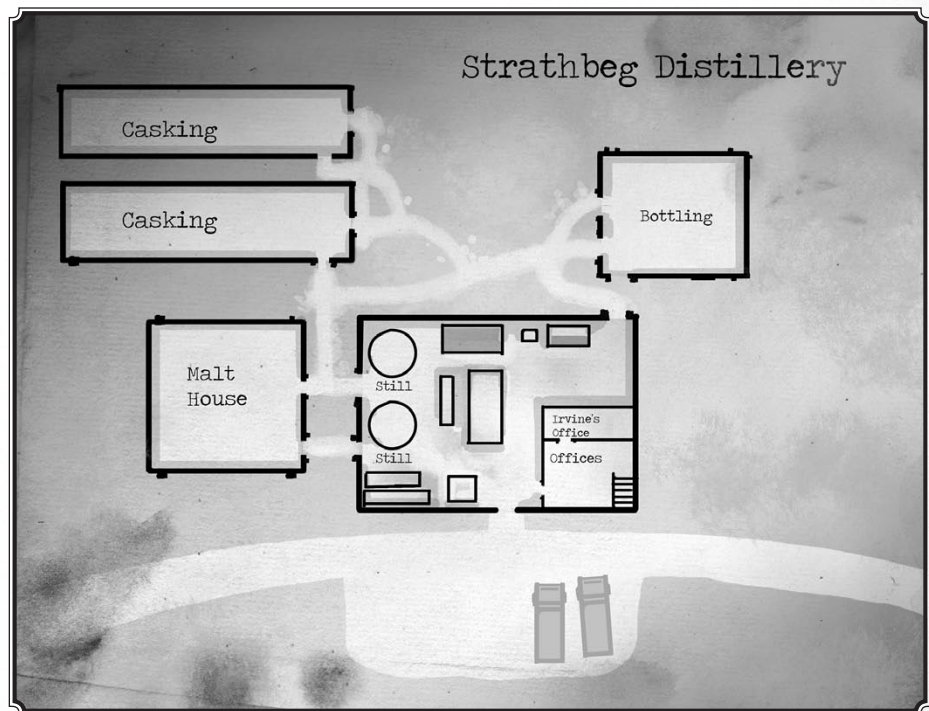 Strathbeg Distillery
Casking
Casking
Bottling
Malt
House
Still
Still
Irvine's
Office
Offices